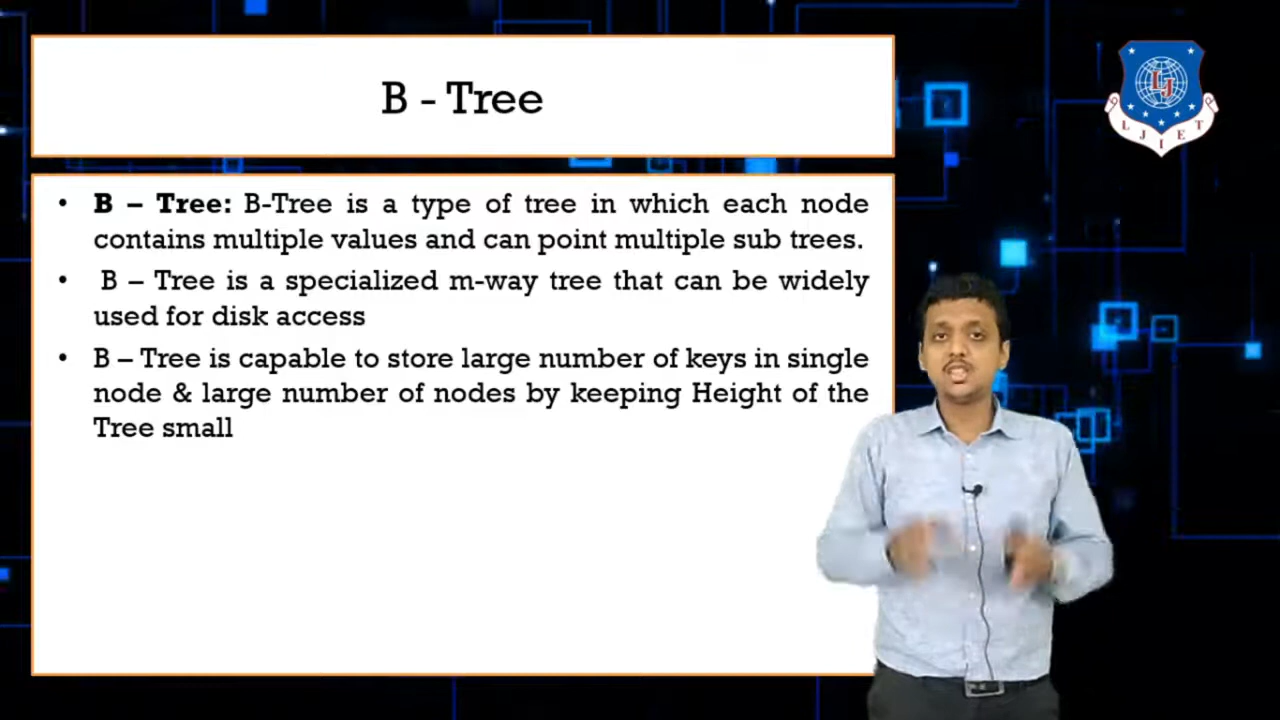 B - Tree
LJ
L J I E T
• B – Tree: B-Tree is a type of tree in which each node
contains multiple values and can point multiple sub trees.
• B – Tree is a specialized m-way tree that can be widely
used for disk access
• B – Tree is capable to store large number of keys in single
node & large number of nodes by keeping Height of the
Tree small